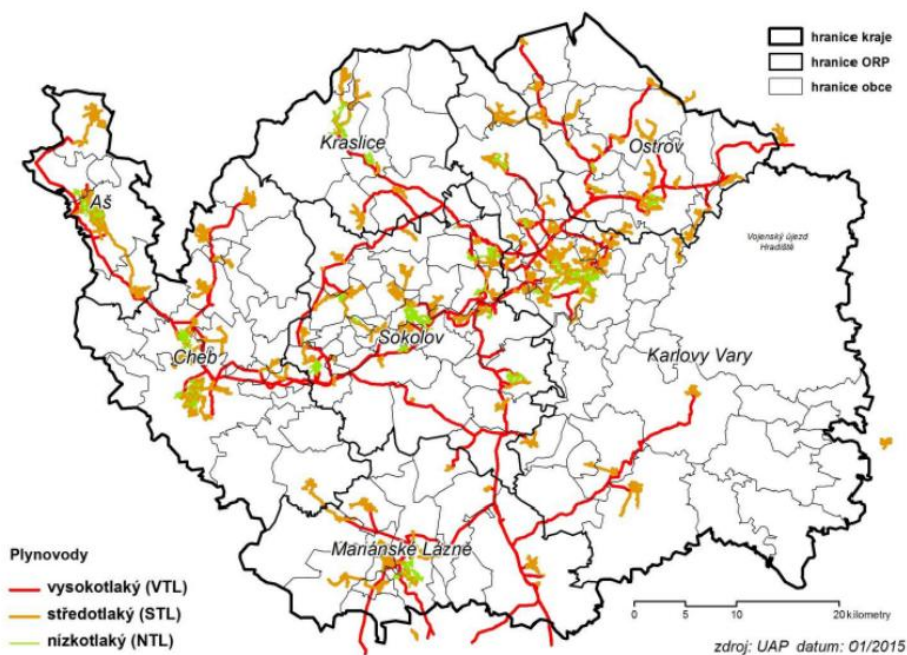 hranice kraje
hranice ORP
hranice obce
Kraslice
Ostrov
Aš
Vojenský újezd
Hradiště
Sokolov
Cheb
Karlovy Vary
Mariánské Lázně
Plynovody
vysokotlaký (VTL)
středotlaký (STL)
nízkotlaký (NTL)
0 5 10 20 kilometry
zdroj: UAP datum: 01/2015